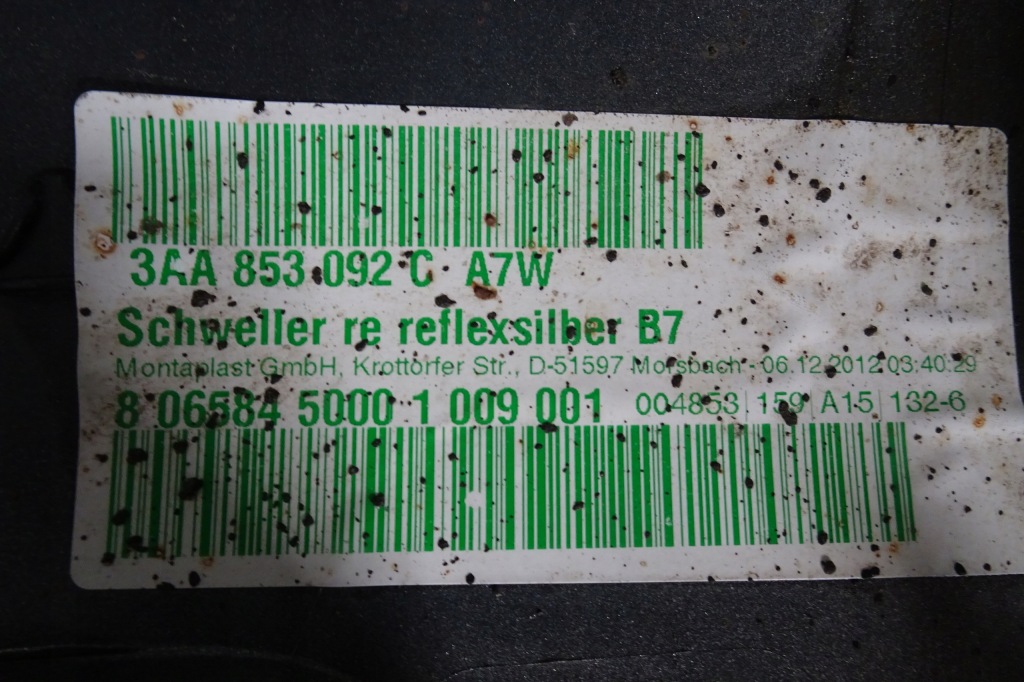 3AA 853 092 C A7W
Schweller re reflexsilber B7
Montaplast GmbH, Krottorfer Str., D-51597 Morsbach - 06.12.2012 03:40:29
8 06584 5000 1 009 001 004853 | 159 | A15 | 132-6